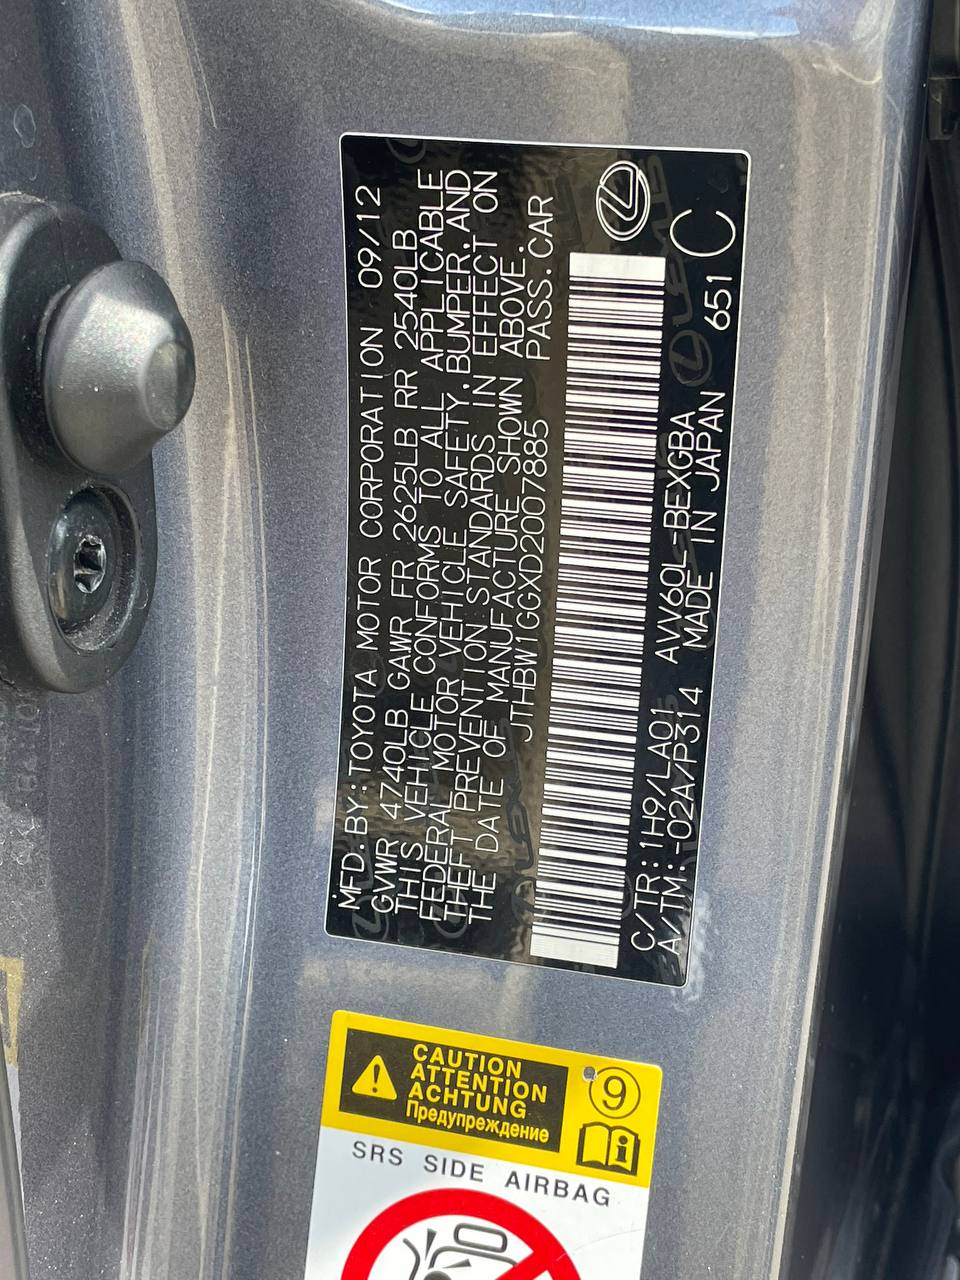 MFD.BY:TOYOTA MOTOR CORPORATION 09/12
GVWR 4740LB GAWR FR 2625LB RR 2540LB
THIS VEHICLE CONFORMS TO ALL APPLICABLE
FEDERAL MOTOR VEHICLE SAFETY,BUMPER,AND
THEFT PREVENTION STANDARDS IN EFFECT ON
THE DATE OF MANUFACTURE SHOWN ABOVE.
JTHBW1GGXD2007885 PASS.CAR
C/TR:1H9/LA01 AVV60L-BEXGBA
A/TM:-02A/P314 MADE IN JAPAN 651 C
CAUTION
ATTENTION
ACHTUNG
Предупреждение
9
i
SRS SIDE AIRBAG